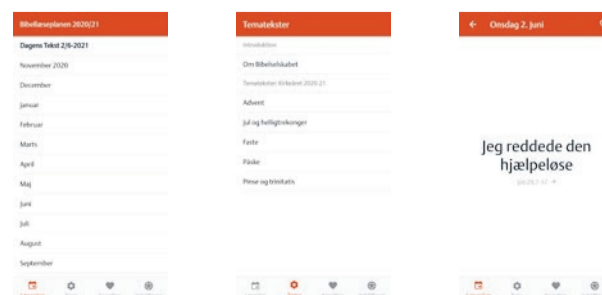 Bibellæseplanen 2020/21
Dagens Tekst 2/6-2021
November 2020
December
Januar
Februar
Marts
April
Maj
Juni
Juli
August
September
Tematekster
Introduktion
Om Bibelselskabet
Tematekster, Kirkeåret 2020-21
Advent
Jul og helligtrekonger
Faste
Påske
Pinse og trinitatis
Onsdag 2. Juni
Jeg reddede den
hjælpeløse